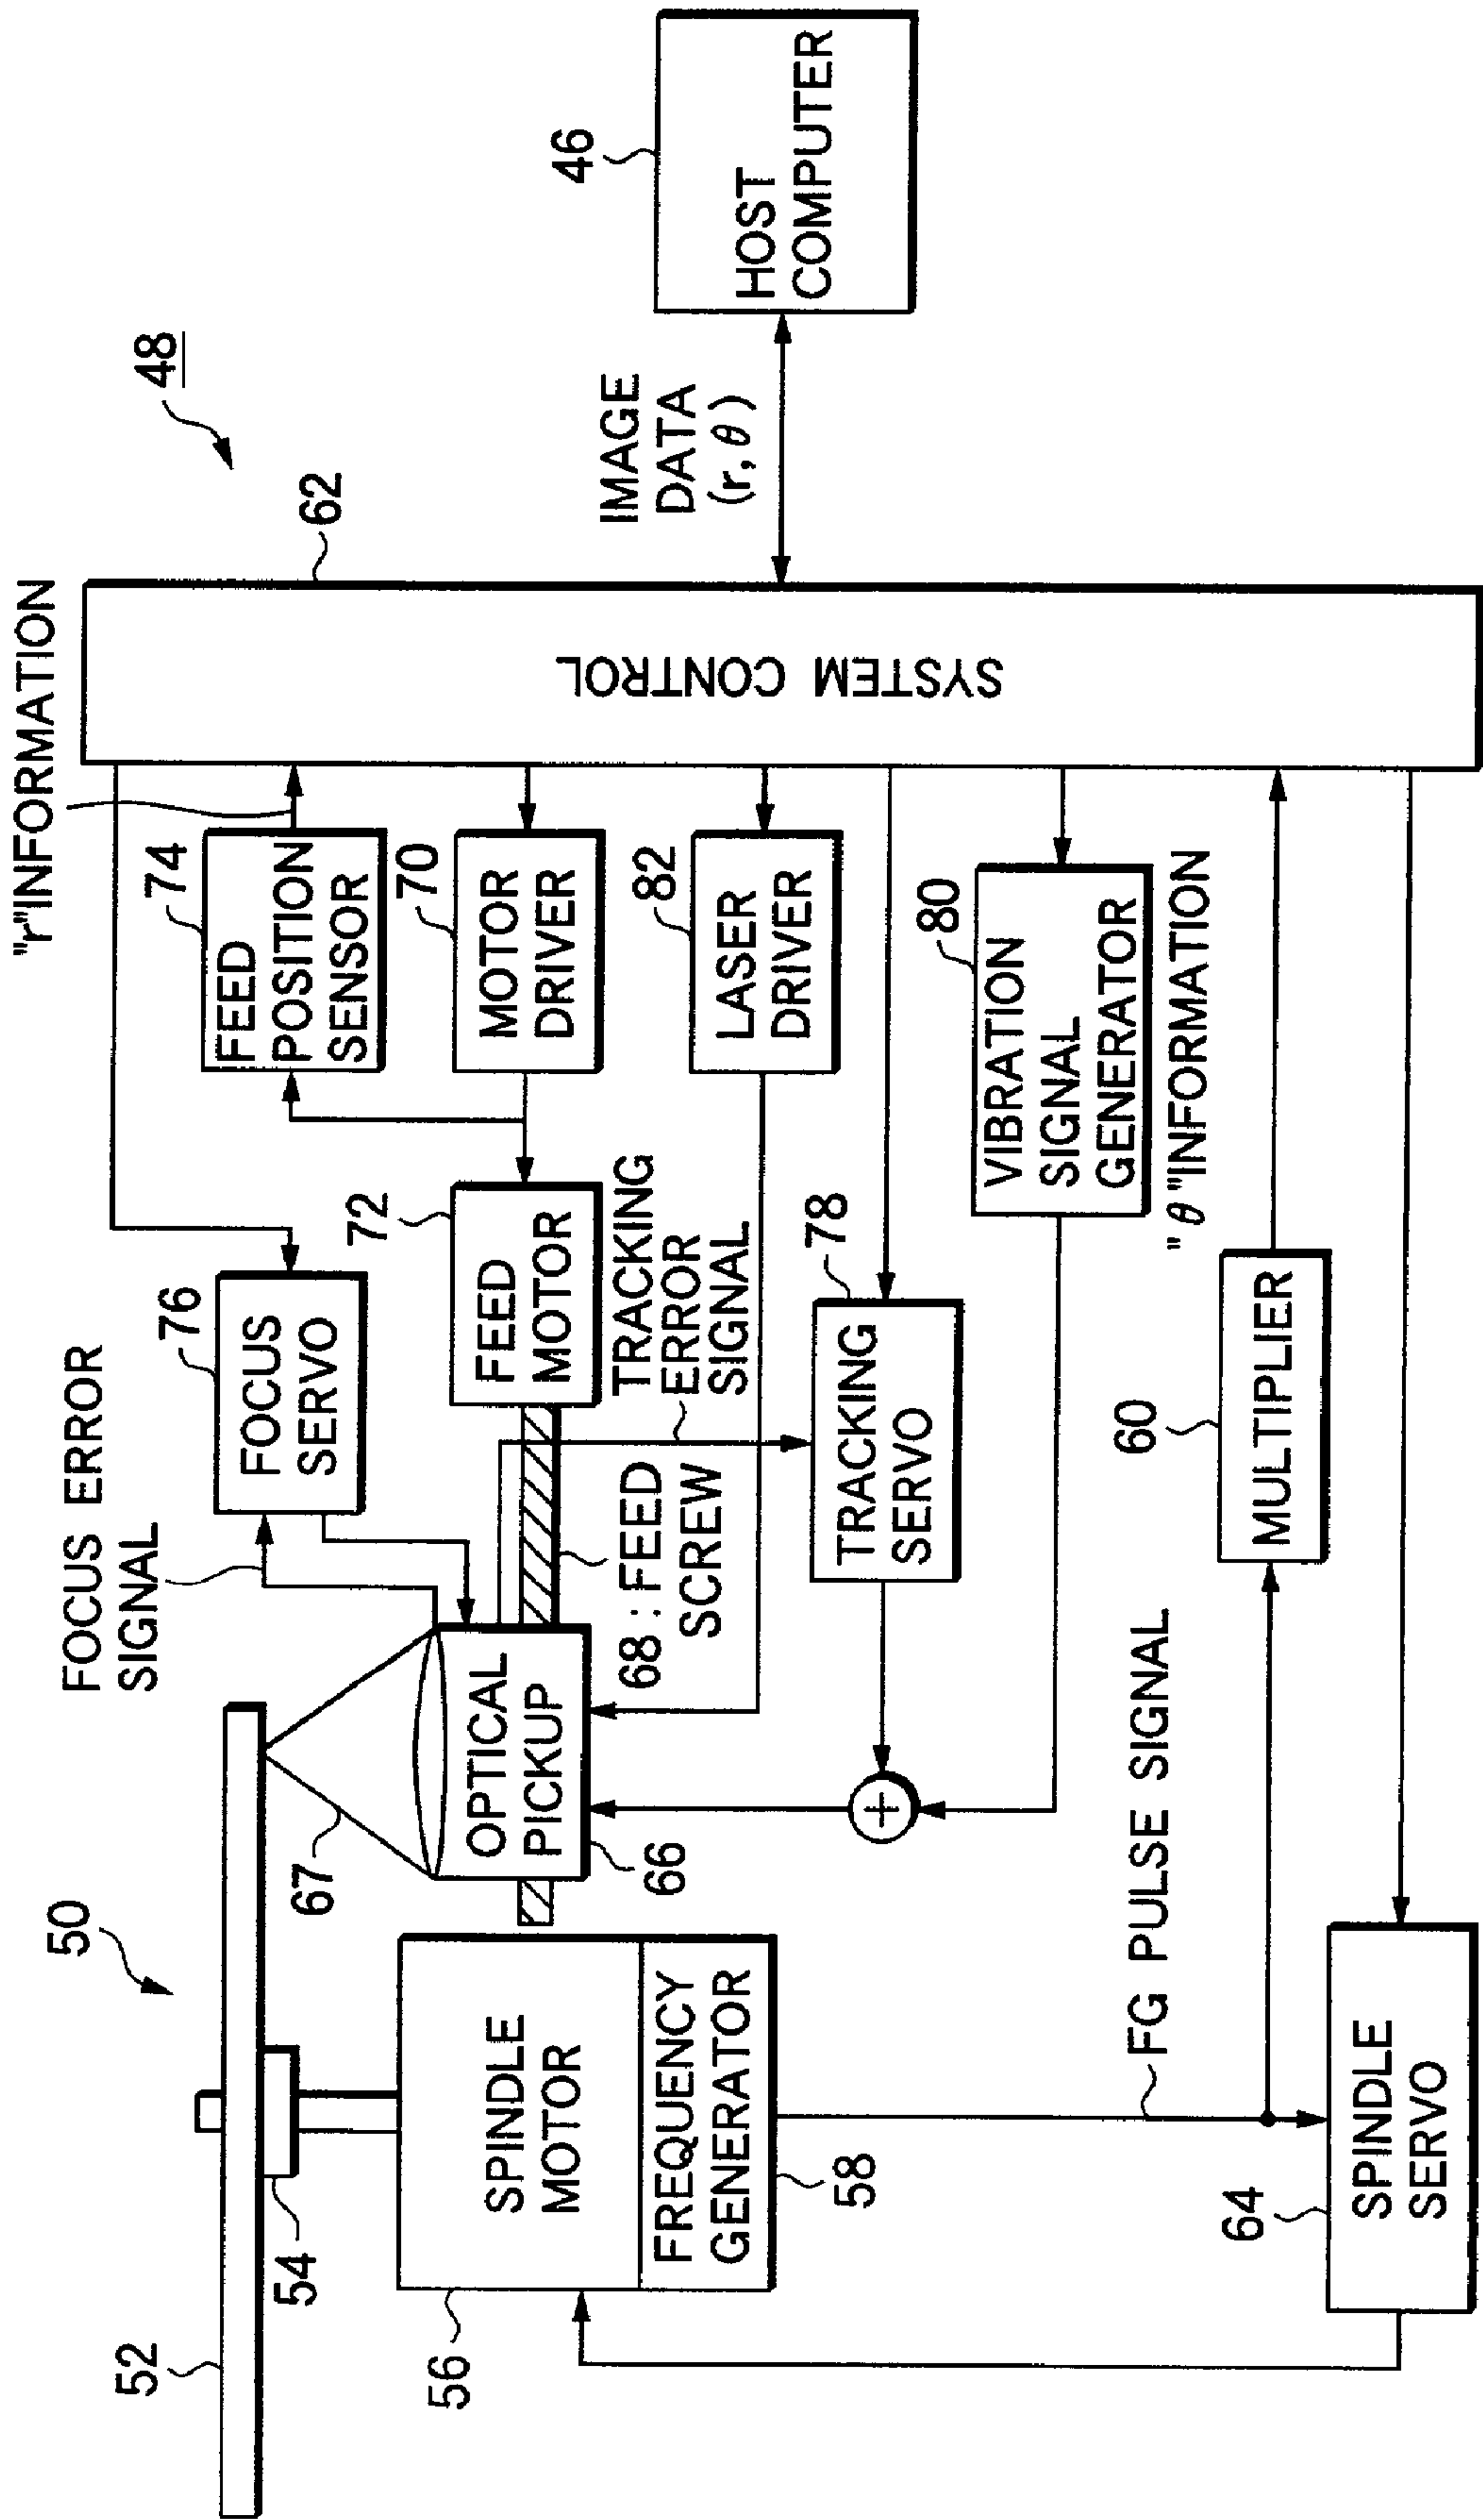 50
52
54
67
FOCUS ERROR
SIGNAL
76
FOCUS
SERVO
"r"INFORMATION
74
FEED
POSITION
SENSOR
62
48
56
SPINDLE
MOTOR
FREQUENCY
GENERATOR
58
OPTICAL
PICKUP
66
68 : FEED
SCREW
72
FEED
MOTOR
TRACKING
ERROR
SIGNAL
70
MOTOR
DRIVER
82
LASER
DRIVER
SYSTEM CONTROL
IMAGE
DATA
(r, θ)
46
HOST
COMPUTER
78
TRACKING
SERVO
+
80
VIBRATION
SIGNAL
GENERATOR
"θ"INFORMATION
60
MULTIPLIER
FG PULSE SIGNAL
64
SPINDLE
SERVO